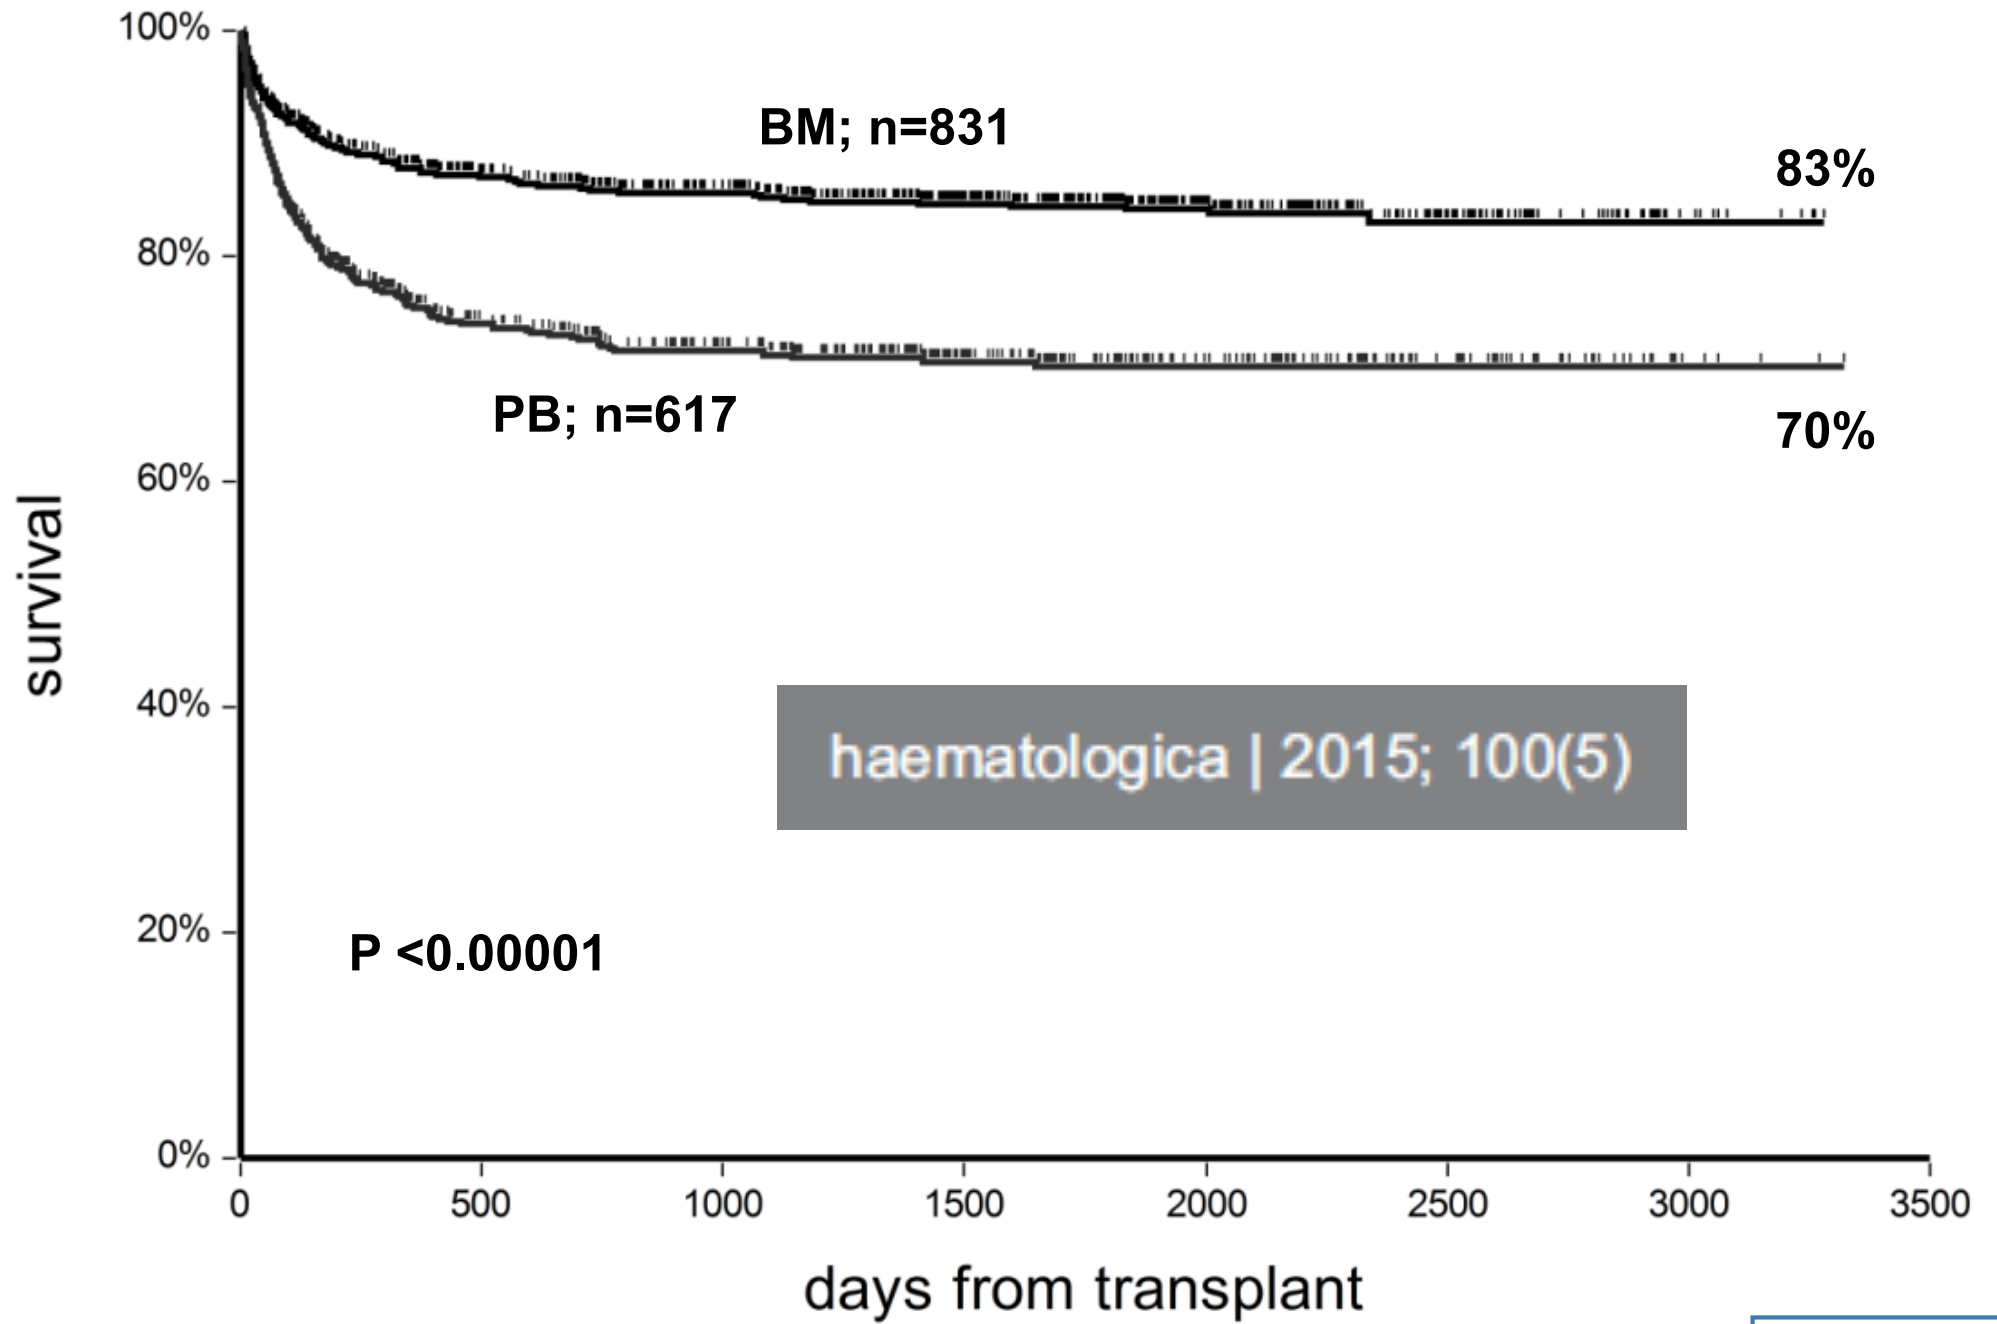 100%
BM; n=831
83%
80%
PB; n=617
70%
60%
survival
40%
haematologica | 2015; 100(5)
20%
P <0.00001
0%
0 500 1000 1500 2000 2500 3000 3500
days from transplant